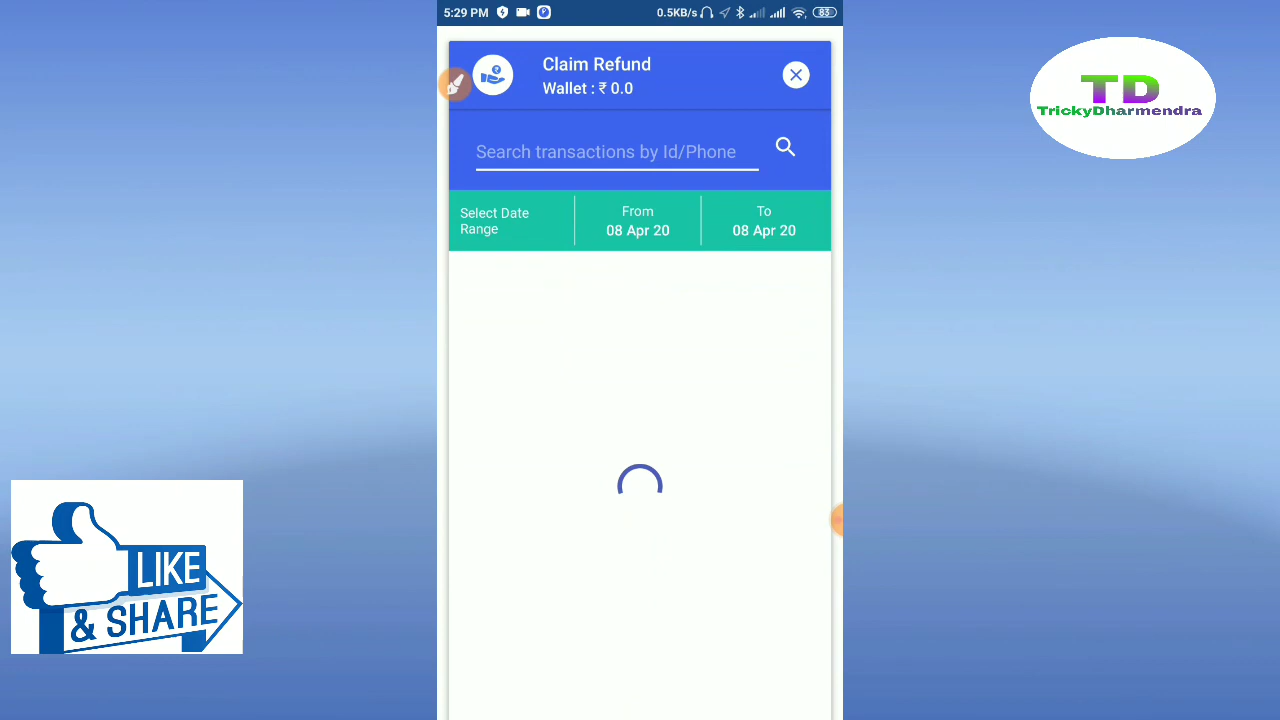 5:29 PM
0.5KB/s
83
Claim Refund
Wallet : ₹ 0.0
Search transactions by Id/Phone
Select Date
Range
From
08 Apr 20
To
08 Apr 20
TD
TrickyDharmendra
LIKE
& SHARE